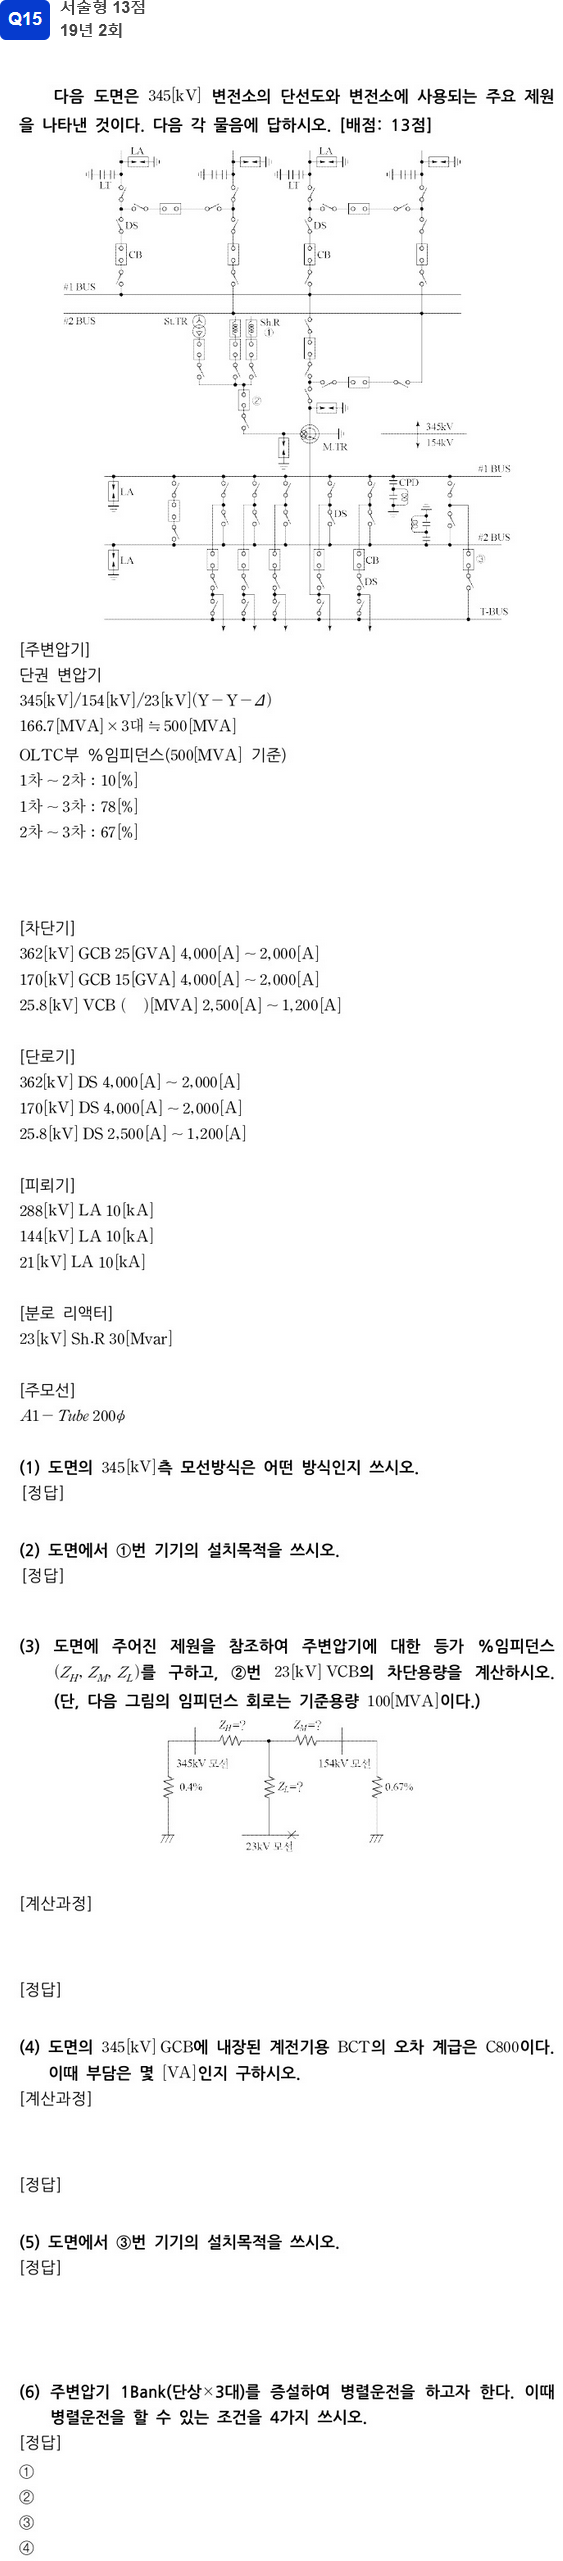 Q15
서술형 13점
19년 2회
다음 도면은 345[kV] 변전소의 단선도와 변전소에 사용되는 주요 제원
을 나타낸 것이다. 다음 각 물음에 답하시오. [배점: 13점]
LA
LA
LT
LT
DS
DS
CB
CB
#1 BUS
#2 BUS
St.TR
Sh.R
①
②
345kV
154kV
M.TR
#1 BUS
CPD
LA
DS
#2 BUS
LA
CB
③
DS
T-BUS
[주변압기]
단권 변압기
345[kV]/154[kV]/23[kV](Y−Y−Δ)
166.7[MVA]×3대≒500[MVA]
OLTC부 %임피던스(500[MVA] 기준)
1차~2차 : 10[%]
1차~3차 : 78[%]
2차~3차 : 67[%]
[차단기]
362[kV] GCB 25[GVA] 4,000[A] ~ 2,000[A]
170[kV] GCB 15[GVA] 4,000[A] ~ 2,000[A]
25.8[kV] VCB (   )[MVA] 2,500[A] ~ 1,200[A]
[단로기]
362[kV] DS 4,000[A] ~ 2,000[A]
170[kV] DS 4,000[A] ~ 2,000[A]
25.8[kV] DS 2,500[A] ~ 1,200[A]
[피뢰기]
288[kV] LA 10[kA]
144[kV] LA 10[kA]
21[kV] LA 10[kA]
[분로 리액터]
23[kV] Sh.R 30[Mvar]
[주모선]
A1− Tube 200φ
(1) 도면의 345[kV]측 모선방식은 어떤 방식인지 쓰시오.
[정답]
(2) 도면에서 ①번 기기의 설치목적을 쓰시오.
[정답]
(3) 도면에 주어진 제원을 참조하여 주변압기에 대한 등가 %임피던스
(Z_H, Z_M, Z_L)를 구하고, ②번 23[kV] VCB의 차단용량을 계산하시오.
(단, 다음 그림의 임피던스 회로는 기준용량 100[MVA]이다.)
Z_H=?
Z_M=?
345kV 모선
154kV 모선
0.4%
Z_L=?
0.67%
23kV 모선
[계산과정]
[정답]
(4) 도면의 345[kV] GCB에 내장된 계전기용 BCT의 오차 계급은 C800이다.
이때 부담은 몇 [VA]인지 구하시오.
[계산과정]
[정답]
(5) 도면에서 ③번 기기의 설치목적을 쓰시오.
[정답]
(6) 주변압기 1Bank(단상×3대)를 증설하여 병렬운전을 하고자 한다. 이때
병렬운전을 할 수 있는 조건을 4가지 쓰시오.
[정답]
①
②
③
④